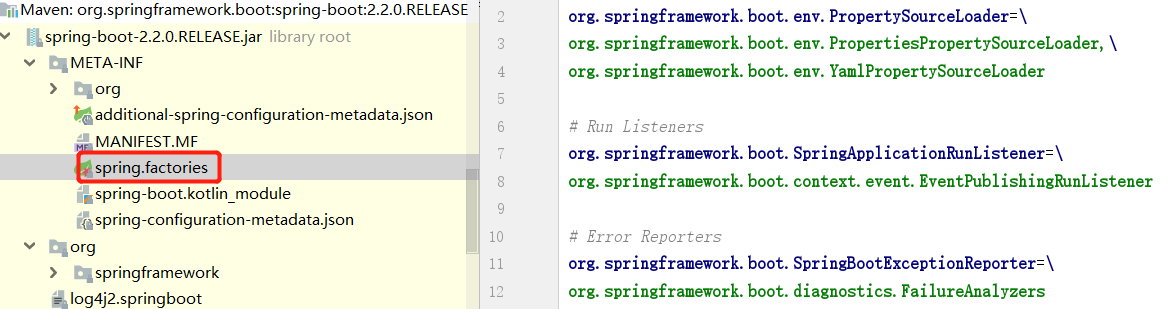 Maven: org.springframework.boot:spring-boot:2.2.0.RELEASE
spring-boot-2.2.0.RELEASE.jar library root
META-INF
org
additional-spring-configuration-metadata.json
MANIFEST.MF
spring.factories
spring-boot.kotlin_module
spring-configuration-metadata.json
org
springframework
log4j2.springboot
2 org.springframework.boot.env.PropertySourceLoader=\
3 org.springframework.boot.env.PropertiesPropertySourceLoader,\
4 org.springframework.boot.env.YamlPropertySourceLoader
5
6 # Run Listeners
7 org.springframework.boot.SpringApplicationRunListener=\
8 org.springframework.boot.context.event.EventPublishingRunListener
9
10 # Error Reporters
11 org.springframework.boot.SpringBootExceptionReporter=\
12 org.springframework.boot.diagnostics.FailureAnalyzers